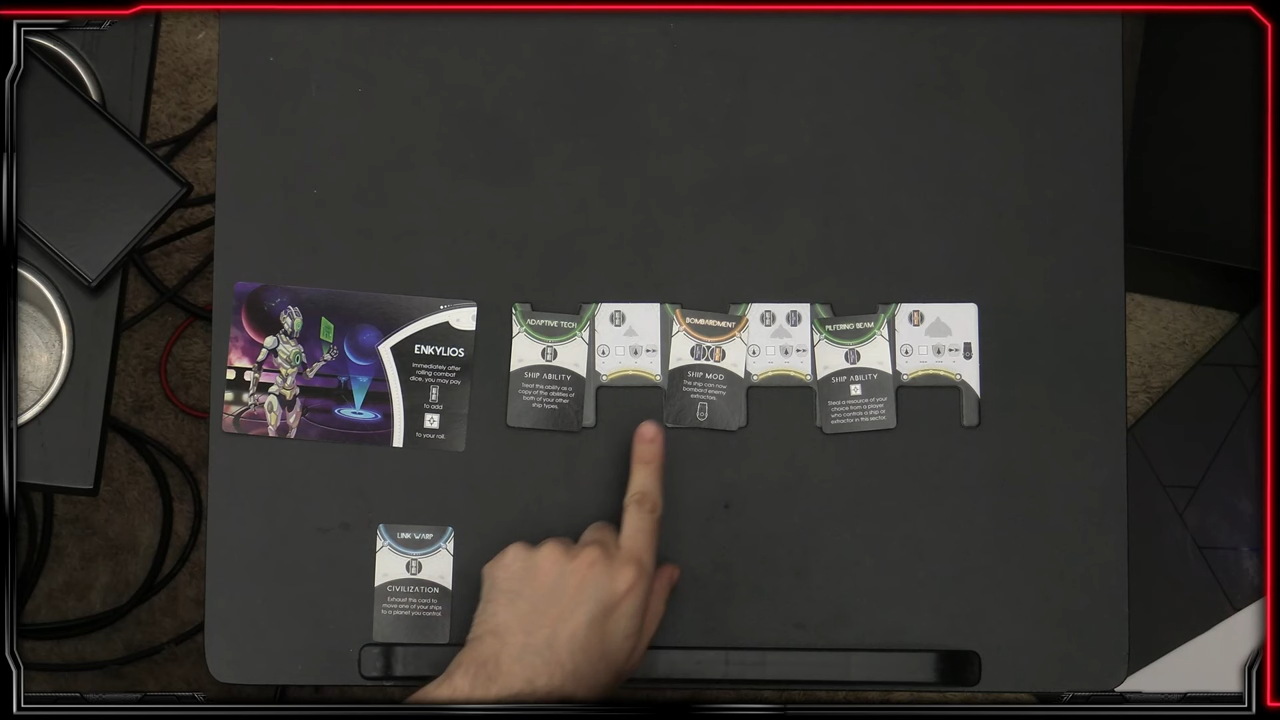 ENKYLIOS
Immediately after
rolling combat
dice, you may pay
to add
to your roll.
ADAPTIVE TECH
SHIP ABILITY
Treat this ability as a
copy of the abilities of
both of your other
ship types.
BOMBARDMENT
SHIP MOD
This ship can now
bombard enemy
extractors.
PILFERING BEAM
SHIP ABILITY
Steal a resource of your
choice from a player
who controls a ship or
extractor in this sector.
LINK WARP
CIVILIZATION
Exhaust this card to
move one of your ships
to a planet you control.